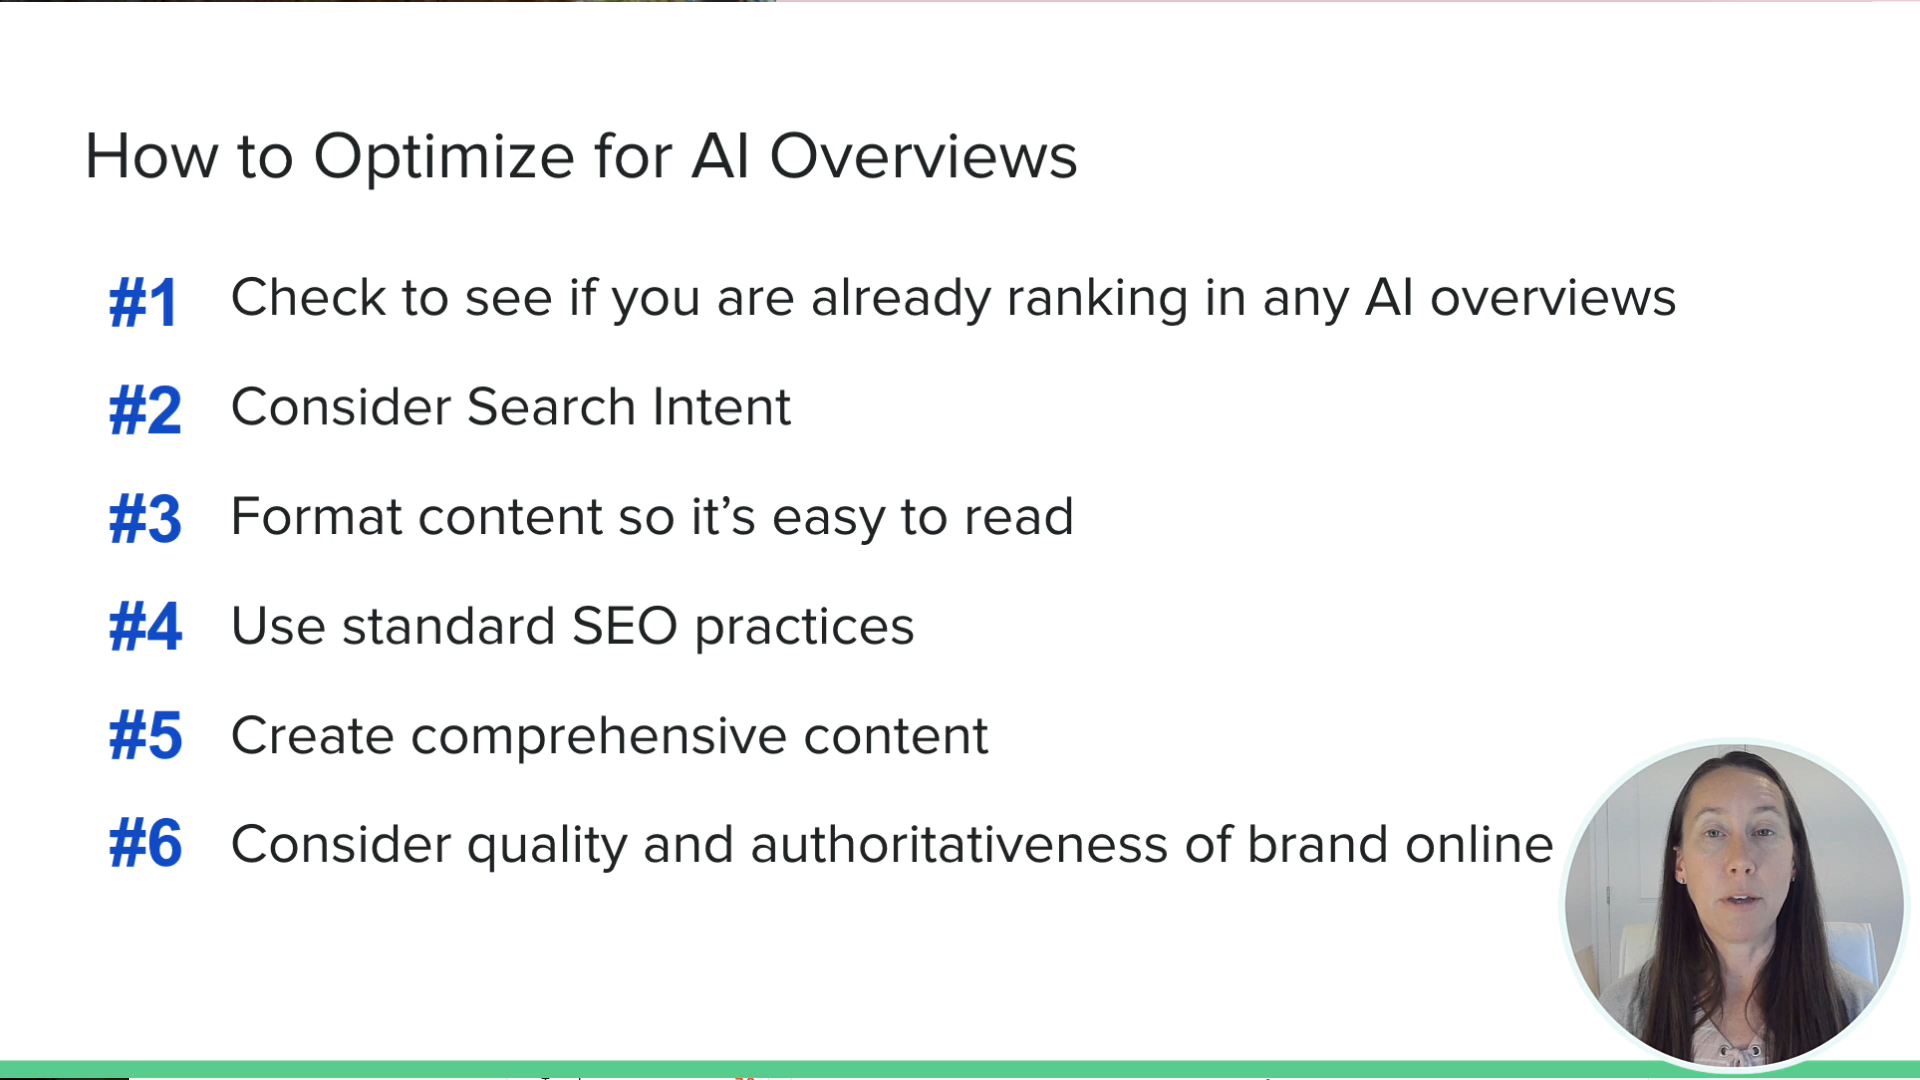 How to Optimize for AI Overviews
#1 Check to see if you are already ranking in any AI overviews
#2 Consider Search Intent
#3 Format content so it’s easy to read
#4 Use standard SEO practices
#5 Create comprehensive content
#6 Consider quality and authoritativeness of brand online